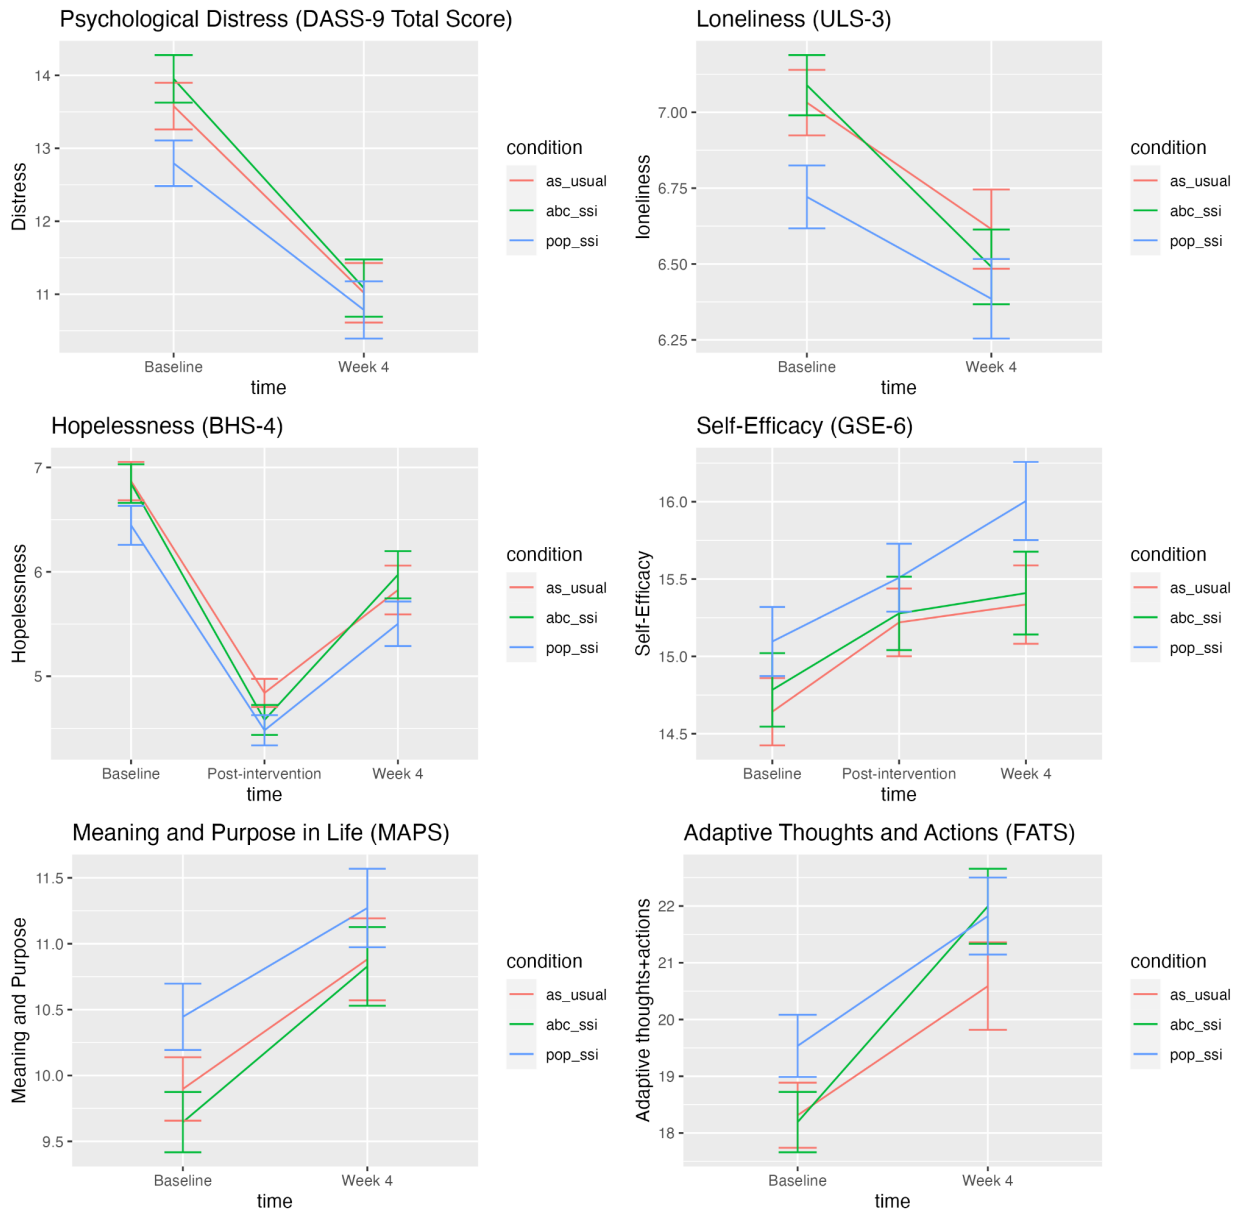 Psychological Distress (DASS-9 Total Score)
14
13
12
11
Distress
Baseline
Week 4
time
condition
as_usual
abc_ssi
pop_ssi
Loneliness (ULS-3)
7.00
6.75
6.50
6.25
loneliness
Baseline
Week 4
time
condition
as_usual
abc_ssi
pop_ssi
Hopelessness (BHS-4)
7
6
5
Hopelessness
Baseline
Post-intervention
Week 4
time
condition
as_usual
abc_ssi
pop_ssi
Self-Efficacy (GSE-6)
16.0
15.5
15.0
14.5
Self-Efficacy
Baseline
Post-intervention
Week 4
time
condition
as_usual
abc_ssi
pop_ssi
Meaning and Purpose in Life (MAPS)
11.5
11.0
10.5
10.0
9.5
Meaning and Purpose
Baseline
Week 4
time
condition
as_usual
abc_ssi
pop_ssi
Adaptive Thoughts and Actions (FATS)
22
21
20
19
18
Adaptive thoughts+actions
Baseline
Week 4
time
condition
as_usual
abc_ssi
pop_ssi